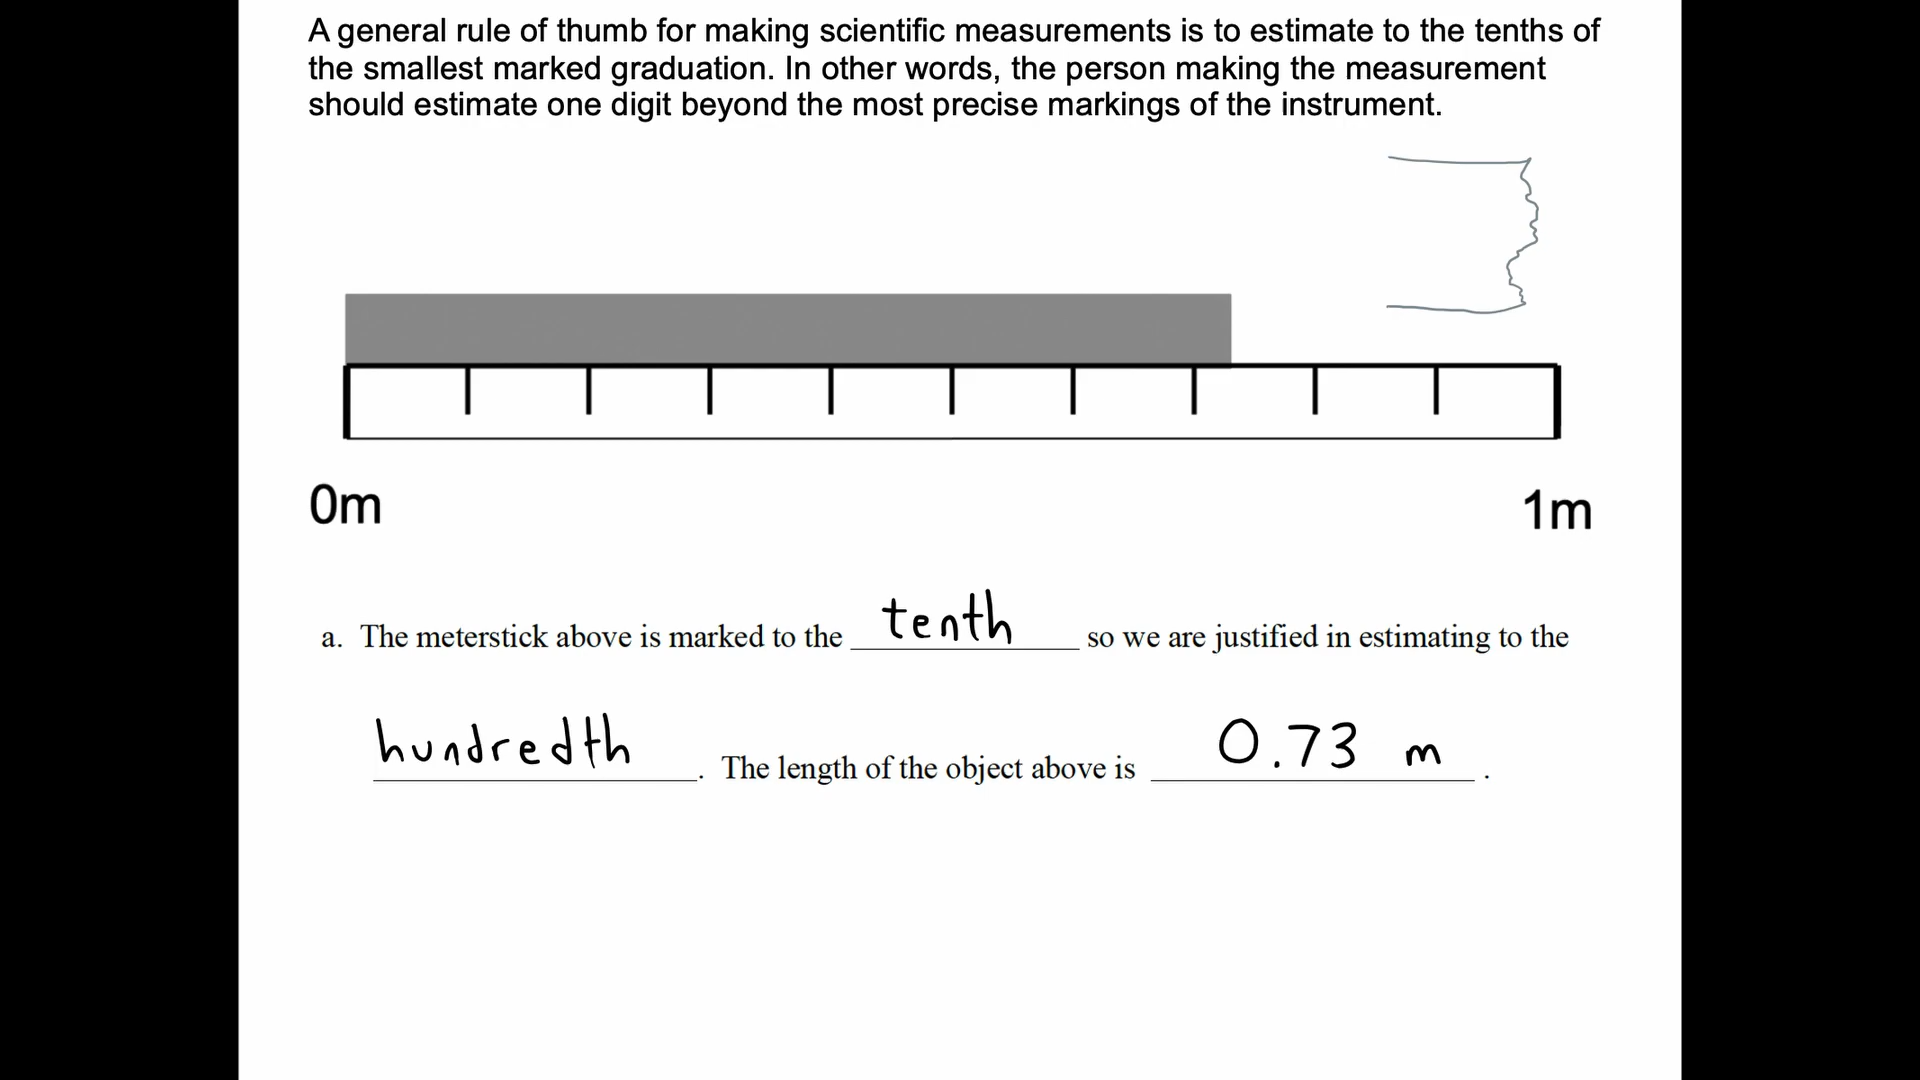 A general rule of thumb for making scientific measurements is to estimate to the tenths of
the smallest marked graduation. In other words, the person making the measurement
should estimate one digit beyond the most precise markings of the instrument.
0m 1m
a. The meterstick above is marked to the tenth so we are justified in estimating to the
hundredth. The length of the object above is 0.73 m.